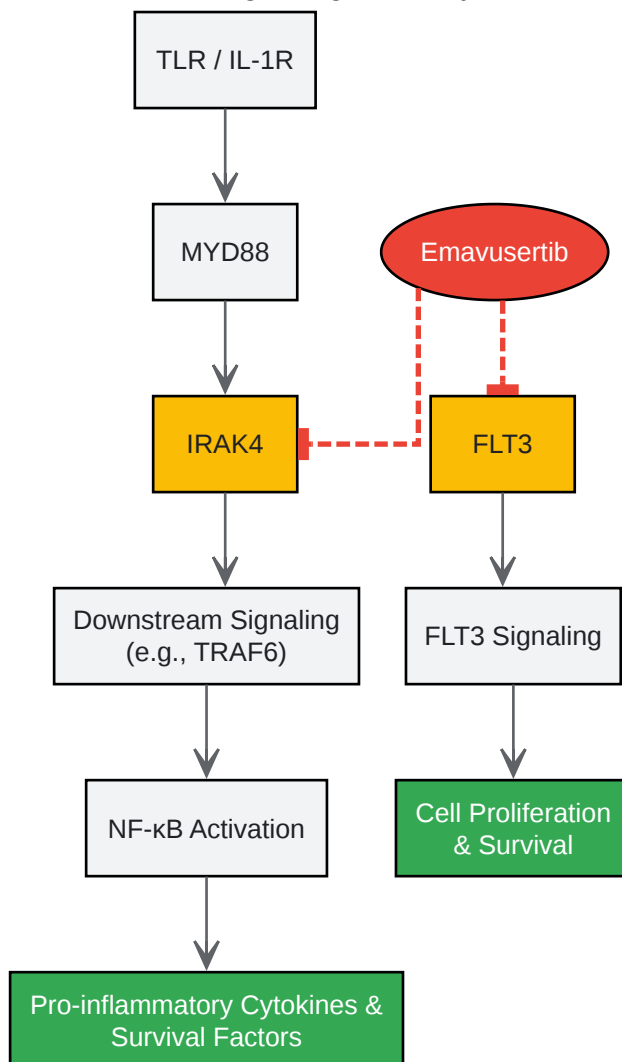 TLR / IL-1R
MYD88
Emavusertib
IRAK4
FLT3
Downstream Signaling
(e.g., TRAF6)
FLT3 Signaling
NF-κB Activation
Cell Proliferation
& Survival
Pro-inflammatory Cytokines &
Survival Factors